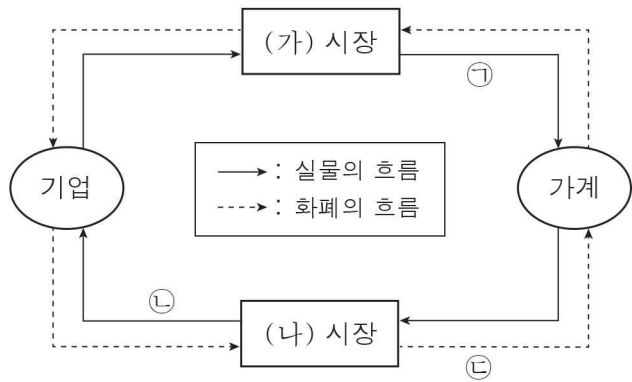 (가) 시장
㉠
기업
: 실물의 흐름
: 화폐의 흐름
가계
㉡
(나) 시장
㉢